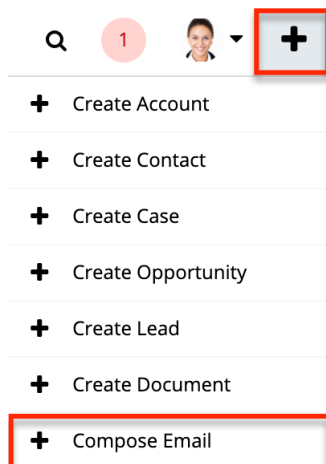 1
Create Account
Create Contact
Create Case
Create Opportunity
Create Lead
Create Document
Compose Email